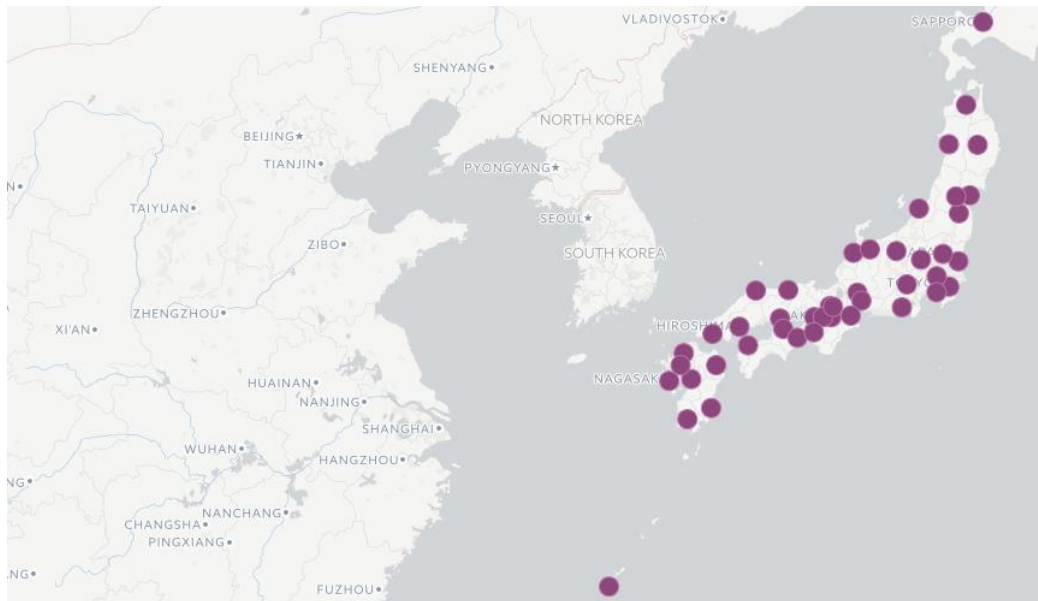 VLADIVOSTOK
SAPPORO
SHENYANG
NORTH KOREA
BEIJING
TIANJIN
PYONGYANG
TAIYUAN
SEOUL
ZIBO
SOUTH KOREA
ZHENGZHOU
XI'AN
HIROSHIMA
NAGASAK
HUAINAN
NANJING
SHANGHAI
WUHAN
HANGZHOU
NANCHANG
CHANGSHA
PINGXIANG
FUZHOU